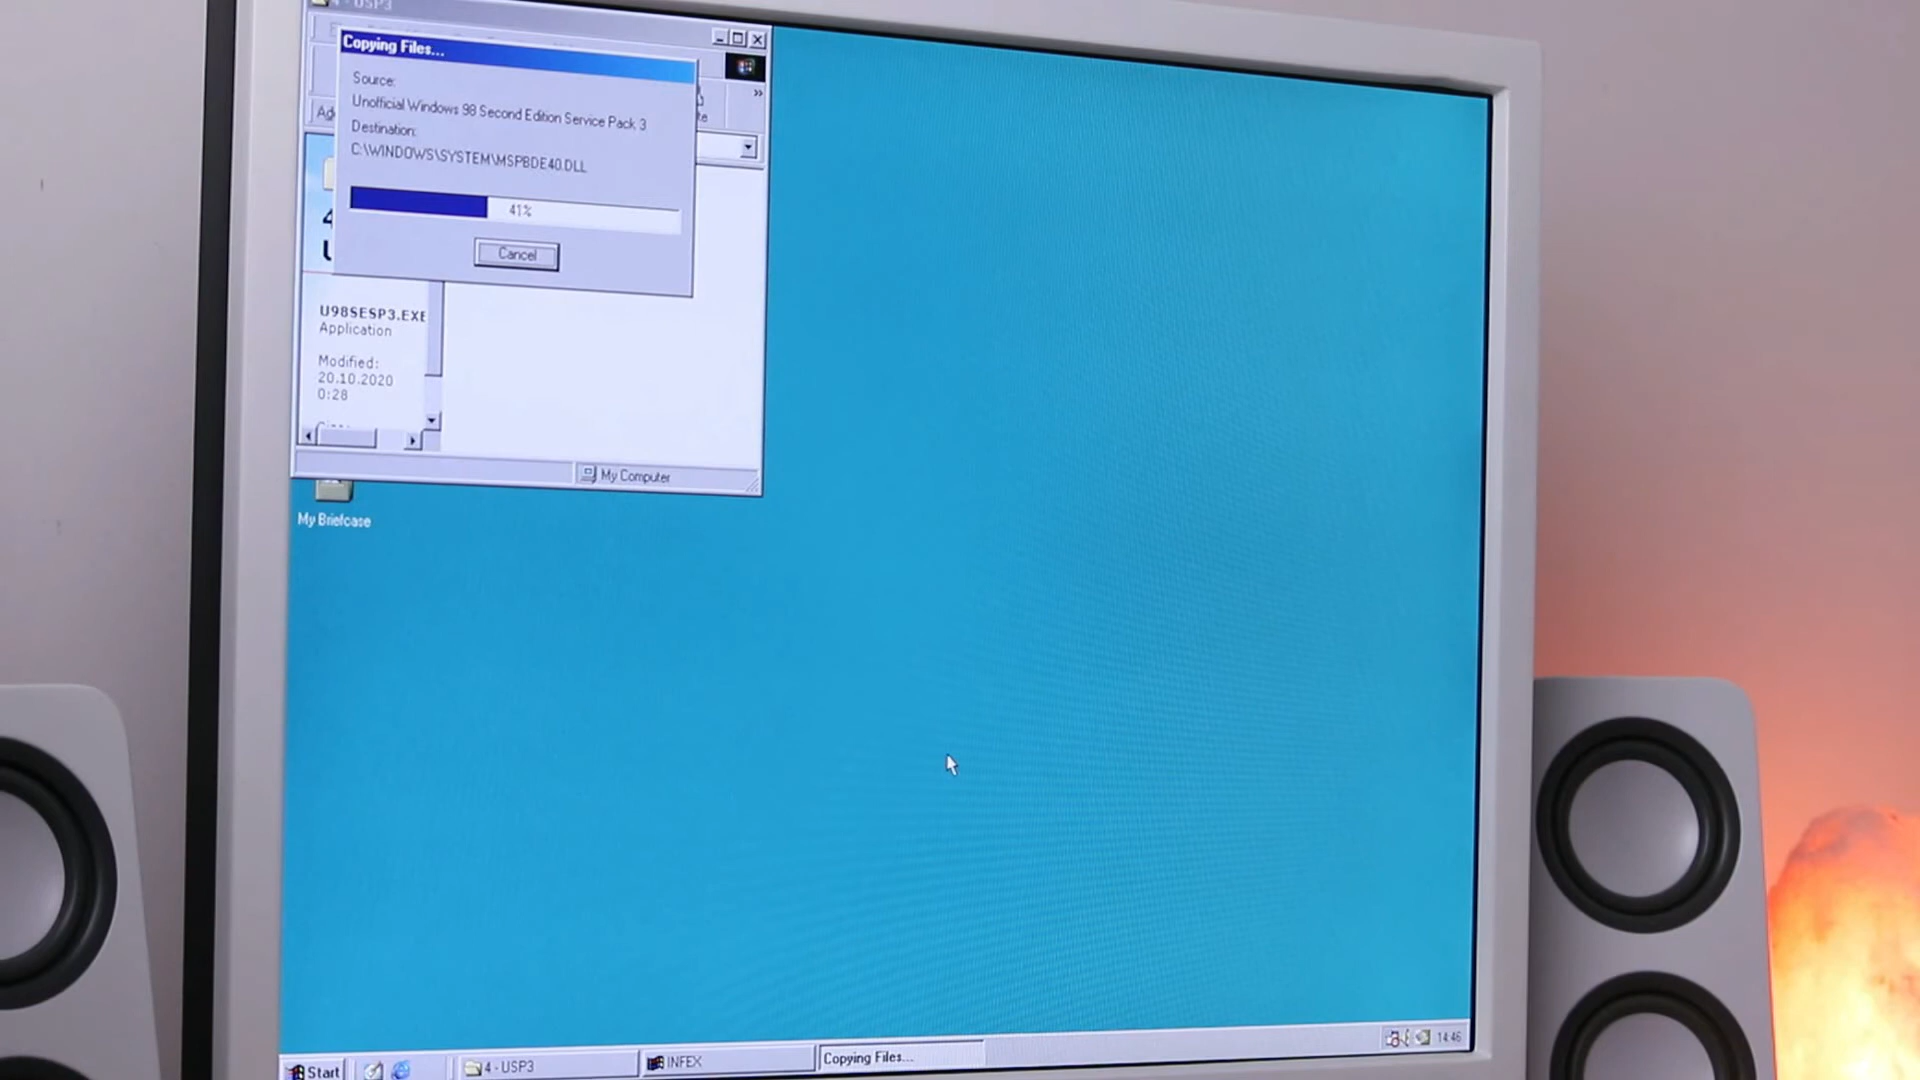 4 - USP3
Copying Files...
Source:
Unofficial Windows 98 Second Edition Service Pack 3
Destination:
C:\WINDOWS\SYSTEM\MSPBDE40.DLL
41%
Cancel
U98SESP3.EXE
Application
Modified:
20.10.2020
0:28
My Computer
My Briefcase
Start
4 - USP3
INFEX
Copying Files...
14:46